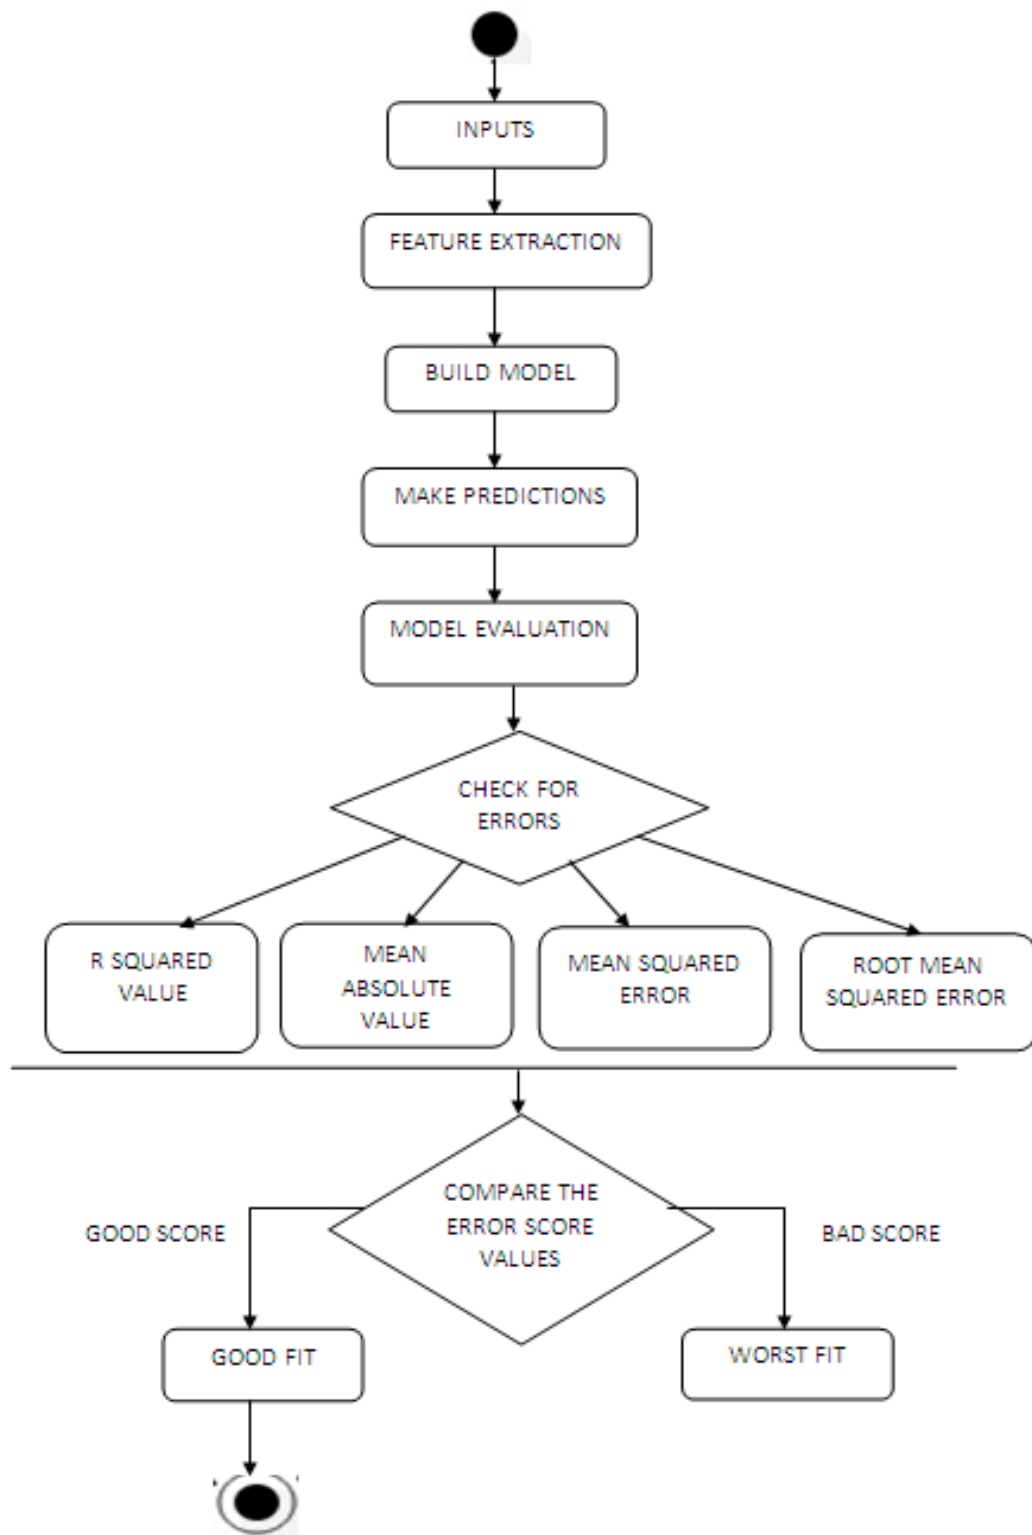 INPUTS
FEATURE EXTRACTION
BUILD MODEL
MAKE PREDICTIONS
MODEL EVALUATION
CHECK FOR
ERRORS
R SQUARED
VALUE
MEAN
ABSOLUTE
VALUE
MEAN SQUARED
ERROR
ROOT MEAN
SQUARED ERROR
COMPARE THE
ERROR SCORE
VALUES
GOOD SCORE
BAD SCORE
GOOD FIT
WORST FIT